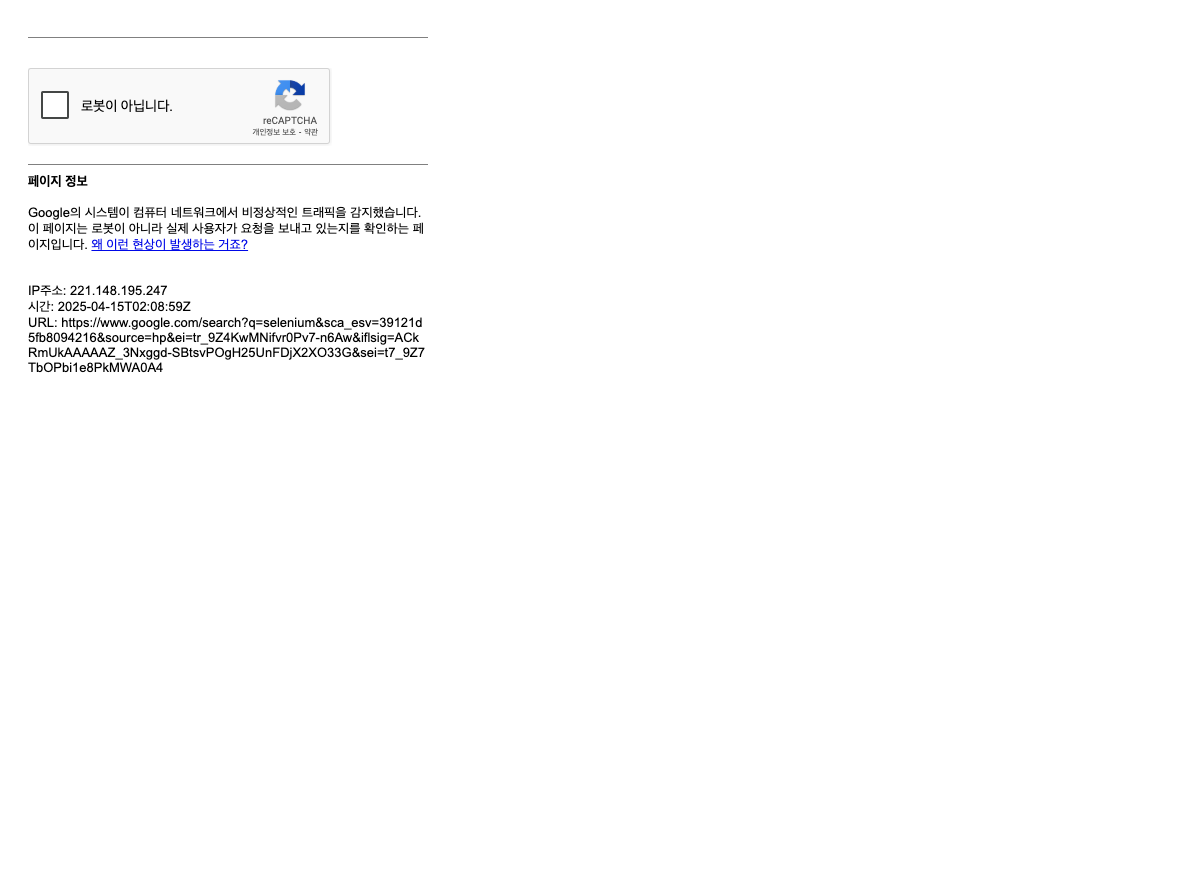 로봇이 아닙니다.
reCAPTCHA
개인정보 보호 - 약관
페이지 정보
Google의 시스템이 컴퓨터 네트워크에서 비정상적인 트래픽을 감지했습니다.
이 페이지는 로봇이 아니라 실제 사용자가 요청을 보내고 있는지를 확인하는 페
이지입니다. 왜 이런 현상이 발생하는 거죠?
IP주소: 221.148.195.247
시간: 2025-04-15T02:08:59Z
URL: https://www.google.com/search?q=selenium&sca_esv=39121d
5fb8094216&source=hp&ei=tr_9Z4KwMNifvr0Pv7-n6Aw&iflsig=ACk
RmUkAAAAAZ_3Nxggd-SBtsvPOgH25UnFDjX2XO33G&sei=t7_9Z7
TbOPbi1e8PkMWA0A4